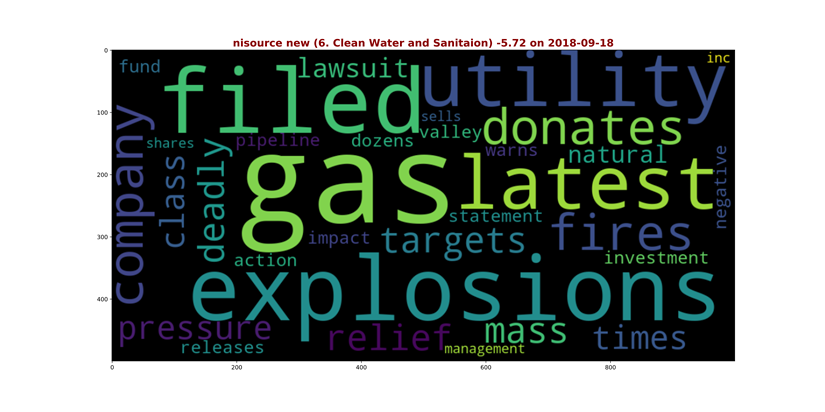 nisource new (6. Clean Water and Sanitaion) -5.72 on 2018-09-18
0
100
200
300
400
0
200
400
600
800
fund
lawsuit
utility
inc
filed
sells
valley
donates
company
shares
pipeline
dozens
warns
natural
class
deadly
gas
latest
negative
statement
fires
impact
targets
action
investment
explosions
pressure
relief
mass
times
releases
management